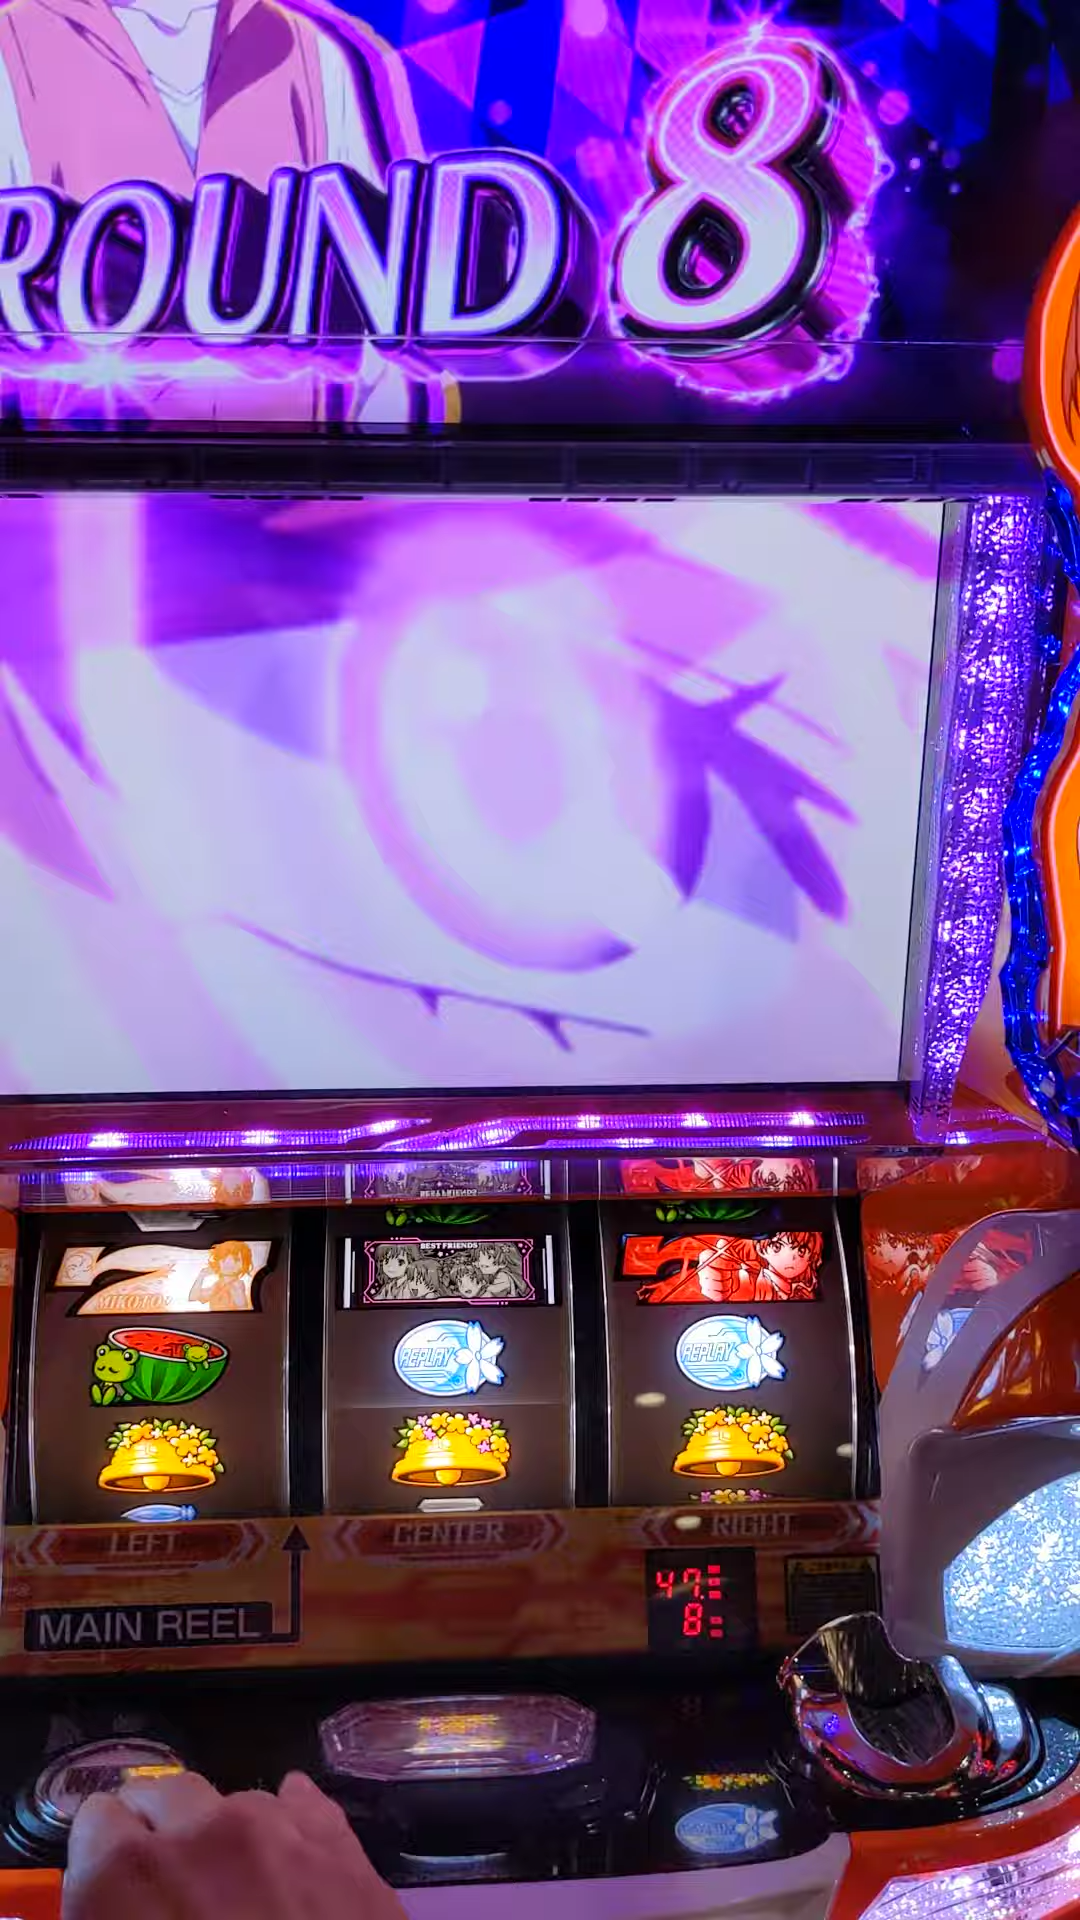 ROUND 8
MIKOTO
BEST FRIENDS
REPLAY
REPLAY
LEFT
CENTER
RIGHT
47.
8
MAIN REEL